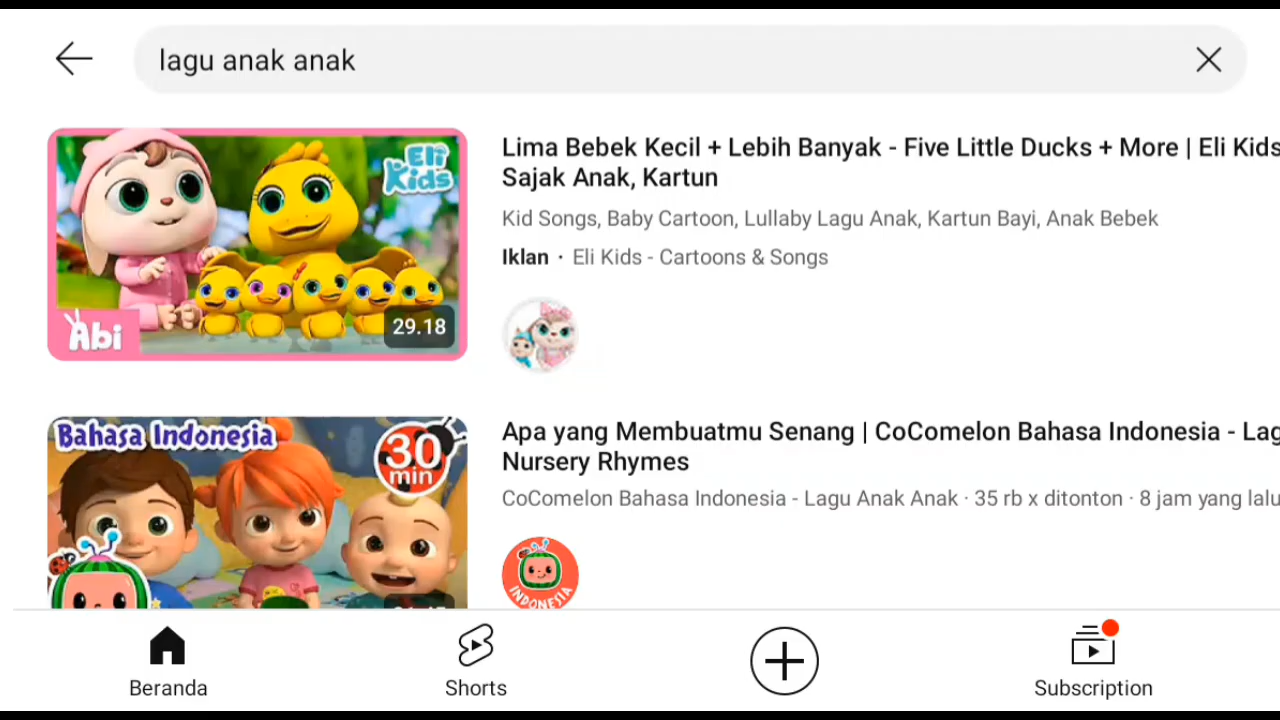 lagu anak anak
Eli
Kids
Abi
29.18
Lima Bebek Kecil + Lebih Banyak - Five Little Ducks + More | Eli Kids
Sajak Anak, Kartun
Kid Songs, Baby Cartoon, Lullaby Lagu Anak, Kartun Bayi, Anak Bebek
Iklan · Eli Kids - Cartoons & Songs
Bahasa Indonesia
30
min
Apa yang Membuatmu Senang | CoComelon Bahasa Indonesia - Lag
Nursery Rhymes
CoComelon Bahasa Indonesia - Lagu Anak Anak · 35 rb x ditonton · 8 jam yang lalu
INDONESIA
Beranda
Shorts
Subscription